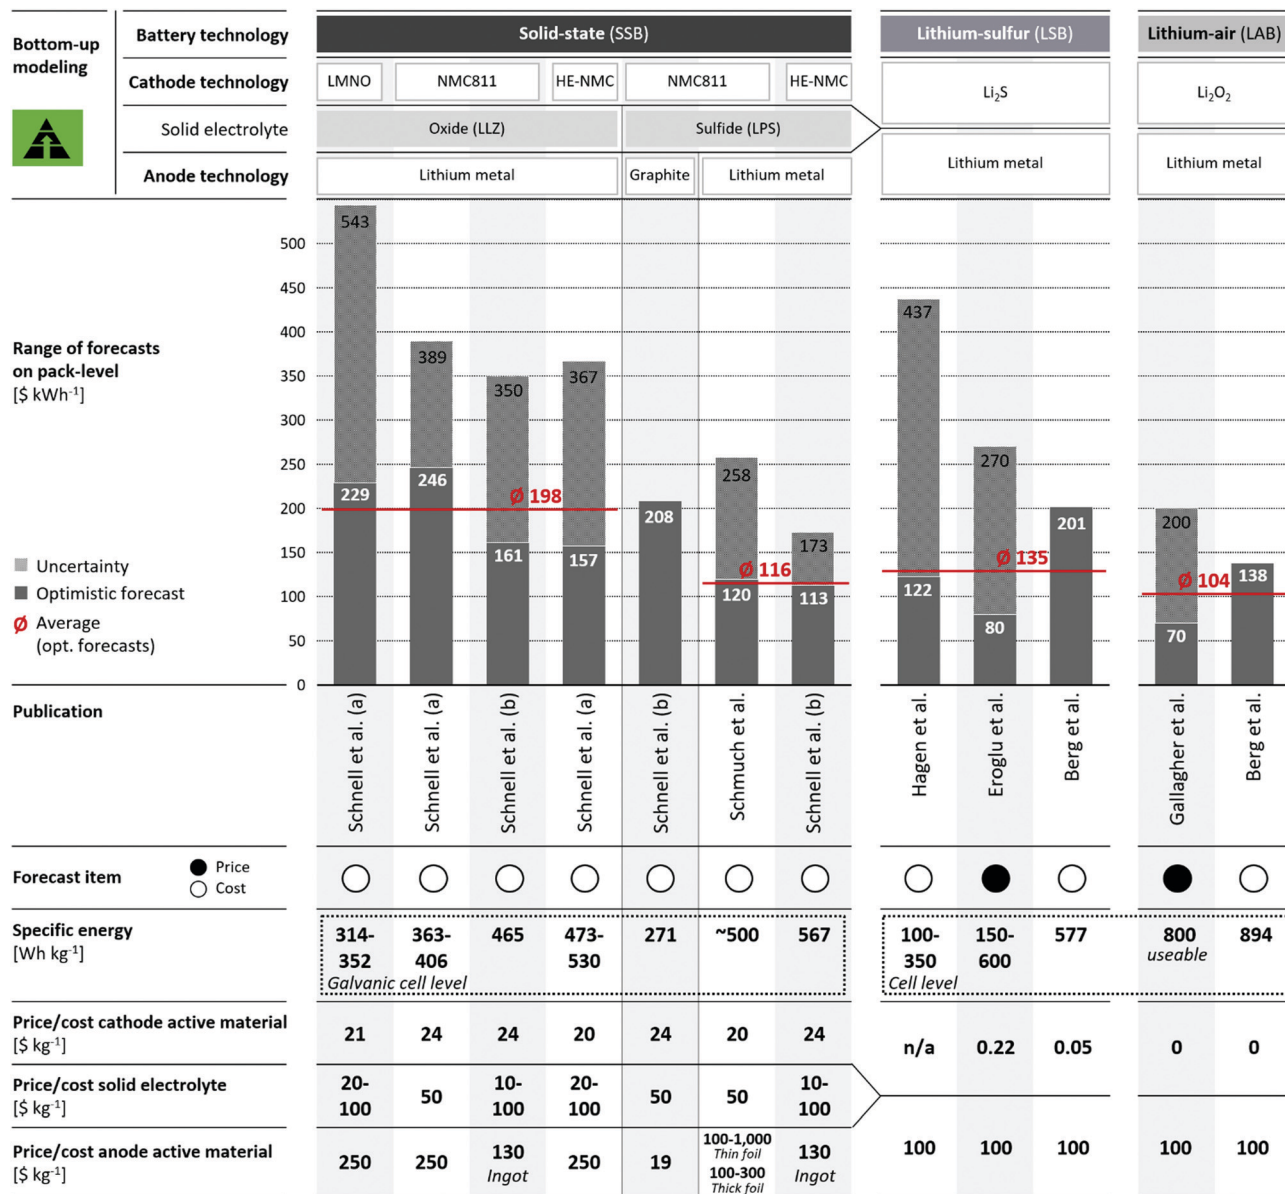 Bottom-up
modeling
Battery technology
Solid-state (SSB)
Lithium-sulfur (LSB)
Lithium-air (LAB)
Cathode technology
LMNO
NMC811
HE-NMC
NMC811
HE-NMC
Li₂S
Li₂O₂
Solid electrolyte
Oxide (LLZ)
Sulfide (LPS)
Anode technology
Lithium metal
Graphite
Lithium metal
Lithium metal
Lithium metal
Range of forecasts
on pack-level
[$ kWh⁻¹]
500
450
400
350
300
250
200
150
100
50
0
543
229
389
246
350
161
367
157
Ø 198
208
258
120
173
113
Ø 116
437
122
270
80
201
Ø 135
200
70
138
Ø 104
Uncertainty
Optimistic forecast
Ø Average
(opt. forecasts)
Publication
Schnell et al. (a)
Schnell et al. (a)
Schnell et al. (b)
Schnell et al. (a)
Schnell et al. (b)
Schmuch et al.
Schnell et al. (b)
Hagen et al.
Eroglu et al.
Berg et al.
Gallagher et al.
Berg et al.
Forecast item
Price
Cost
Specific energy
[Wh kg⁻¹]
314-
352
363-
406
465
473-
530
271
~500
567
Galvanic cell level
100-
350
150-
600
577
Cell level
800
useable
894
Price/cost cathode active material
[$ kg⁻¹]
21
24
24
20
24
20
24
n/a
0.22
0.05
0
0
Price/cost solid electrolyte
[$ kg⁻¹]
20-
100
50
10-
100
20-
100
50
50
10-
100
Price/cost anode active material
[$ kg⁻¹]
250
250
130
Ingot
250
19
100-1,000
Thin foil
100-300
Thick foil
130
Ingot
100
100
100
100
100